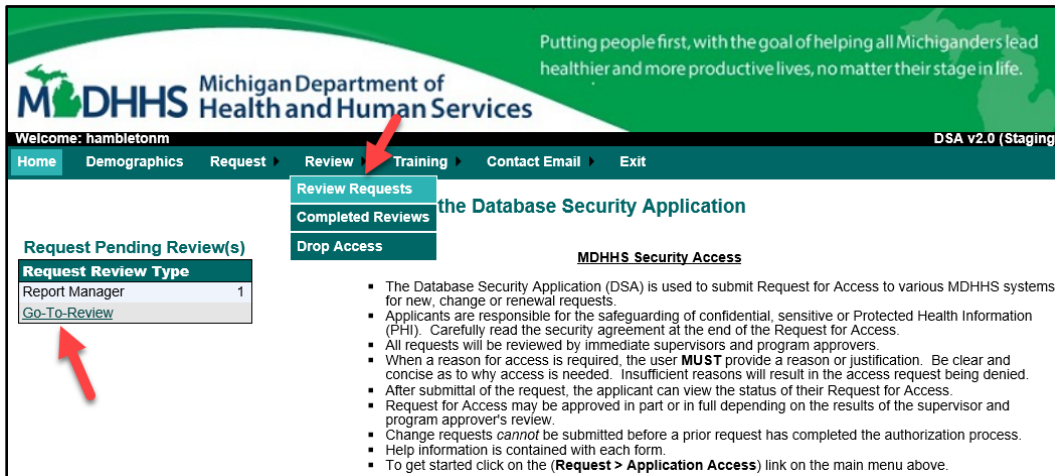 Putting people first, with the goal of helping all Michiganders lead
healthier and more productive lives, no matter their stage in life.
MDHHS
Michigan Department of
Health and Human Services
Welcome: hambletonm
DSA v2.0 (Staging
Home Demographics Request Review Training Contact Email Exit
Review Requests
Completed Reviews
Drop Access
the Database Security Application
Request Pending Review(s)
Request Review Type
Report Manager 1
Go-To-Review
MDHHS Security Access
▪ The Database Security Application (DSA) is used to submit Request for Access to various MDHHS systems
for new, change or renewal requests.
▪ Applicants are responsible for the safeguarding of confidential, sensitive or Protected Health Information
(PHI). Carefully read the security agreement at the end of the Request for Access.
▪ All requests will be reviewed by immediate supervisors and program approvers.
▪ When a reason for access is required, the user MUST provide a reason or justification. Be clear and
concise as to why access is needed. Insufficient reasons will result in the access request being denied.
▪ After submittal of the request, the applicant can view the status of their Request for Access.
▪ Request for Access may be approved in part or in full depending on the results of the supervisor and
program approver's review.
▪ Change requests cannot be submitted before a prior request has completed the authorization process.
▪ Help information is contained with each form.
▪ To get started click on the (Request > Application Access) link on the main menu above.